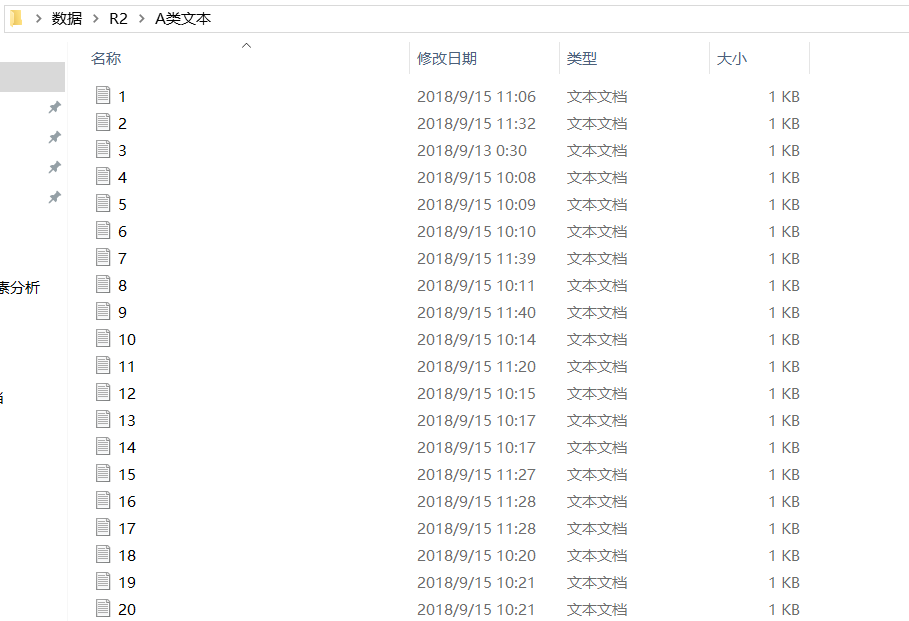 数据 R2 A类文本
名称 修改日期 类型 大小
1 2018/9/15 11:06 文本文档 1 KB
2 2018/9/15 11:32 文本文档 1 KB
3 2018/9/13 0:30 文本文档 1 KB
4 2018/9/15 10:08 文本文档 1 KB
5 2018/9/15 10:09 文本文档 1 KB
6 2018/9/15 10:10 文本文档 1 KB
7 2018/9/15 11:39 文本文档 1 KB
8 2018/9/15 10:11 文本文档 1 KB
素分析
9 2018/9/15 11:40 文本文档 1 KB
10 2018/9/15 10:14 文本文档 1 KB
11 2018/9/15 11:20 文本文档 1 KB
12 2018/9/15 10:15 文本文档 1 KB
13 2018/9/15 10:17 文本文档 1 KB
14 2018/9/15 10:17 文本文档 1 KB
15 2018/9/15 11:27 文本文档 1 KB
16 2018/9/15 11:28 文本文档 1 KB
17 2018/9/15 11:28 文本文档 1 KB
18 2018/9/15 10:20 文本文档 1 KB
19 2018/9/15 10:21 文本文档 1 KB
20 2018/9/15 10:21 文本文档 1 KB